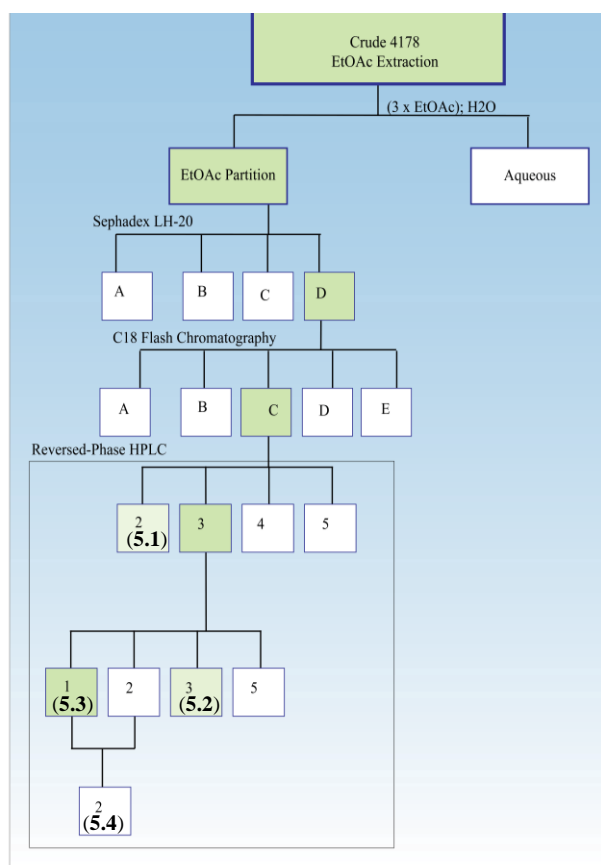 Crude 4178
EtOAc Extraction
(3 x EtOAc); H2O
EtOAc Partition
Aqueous
Sephadex LH-20
A
B
C
D
C18 Flash Chromatography
A
B
C
D
E
Reversed-Phase HPLC
2
(5.1)
3
4
5
1
(5.3)
2
3
(5.2)
5
2
(5.4)